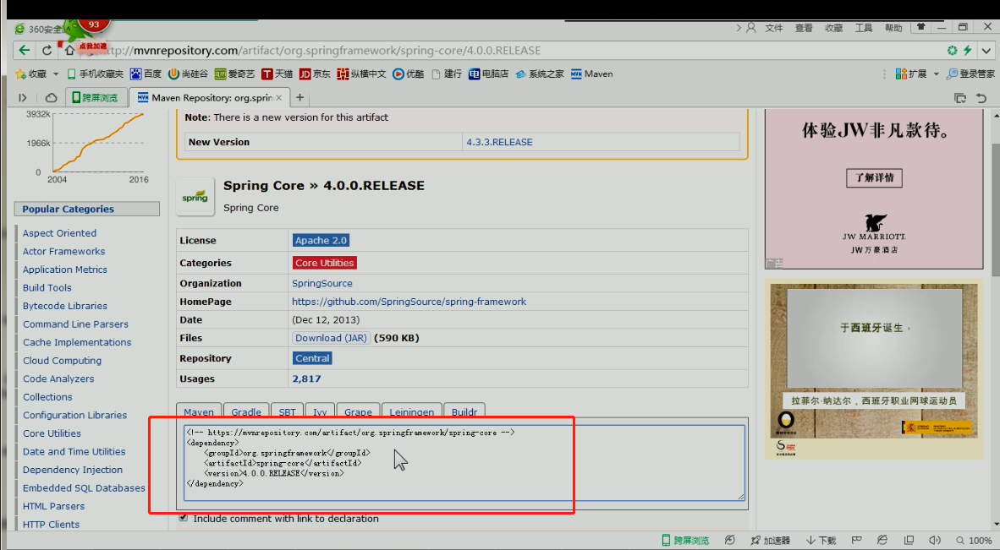 93
360安全
点我加速
文件 查看 收藏 工具 帮助
http://mvnrepository.com/artifact/org.springframework/spring-core/4.0.0.RELEASE
收藏 手机收藏夹 百度 尚硅谷 爱奇艺 天猫 京东 纵横中文 优酷 建行 电脑店 系统之家 Maven 扩展 登录管家
跨屏浏览 Maven Repository: org.sprin
3932k
1966k
0
2004 2016
Popular Categories
Aspect Oriented
Actor Frameworks
Application Metrics
Build Tools
Bytecode Libraries
Command Line Parsers
Cache Implementations
Cloud Computing
Code Analyzers
Collections
Configuration Libraries
Core Utilities
Date and Time Utilities
Dependency Injection
Embedded SQL Databases
HTML Parsers
HTTP Clients
Note: There is a new version for this artifact
New Version 4.3.3.RELEASE
spring
Spring Core » 4.0.0.RELEASE
Spring Core
License Apache 2.0
Categories Core Utilities
Organization SpringSource
HomePage https://github.com/SpringSource/spring-framework
Date (Dec 12, 2013)
Files Download (JAR) (590 KB)
Repository Central
Usages 2,817
Maven Gradle SBT Ivy Grape Leiningen Buildr
<!-- https://mvnrepository.com/artifact/org.springframework/spring-core -->
<dependency>
<groupId>org.springframework</groupId>
<artifactId>spring-core</artifactId>
<version>4.0.0.RELEASE</version>
</dependency>
Include comment with link to declaration
体验JW非凡款待。
了解详情
JW MARRIOTT
JW万豪酒店
广告
于西班牙诞生，
拉菲尔·纳达尔，西班牙职业网球运动员
跨屏浏览 加速器 下载 100%